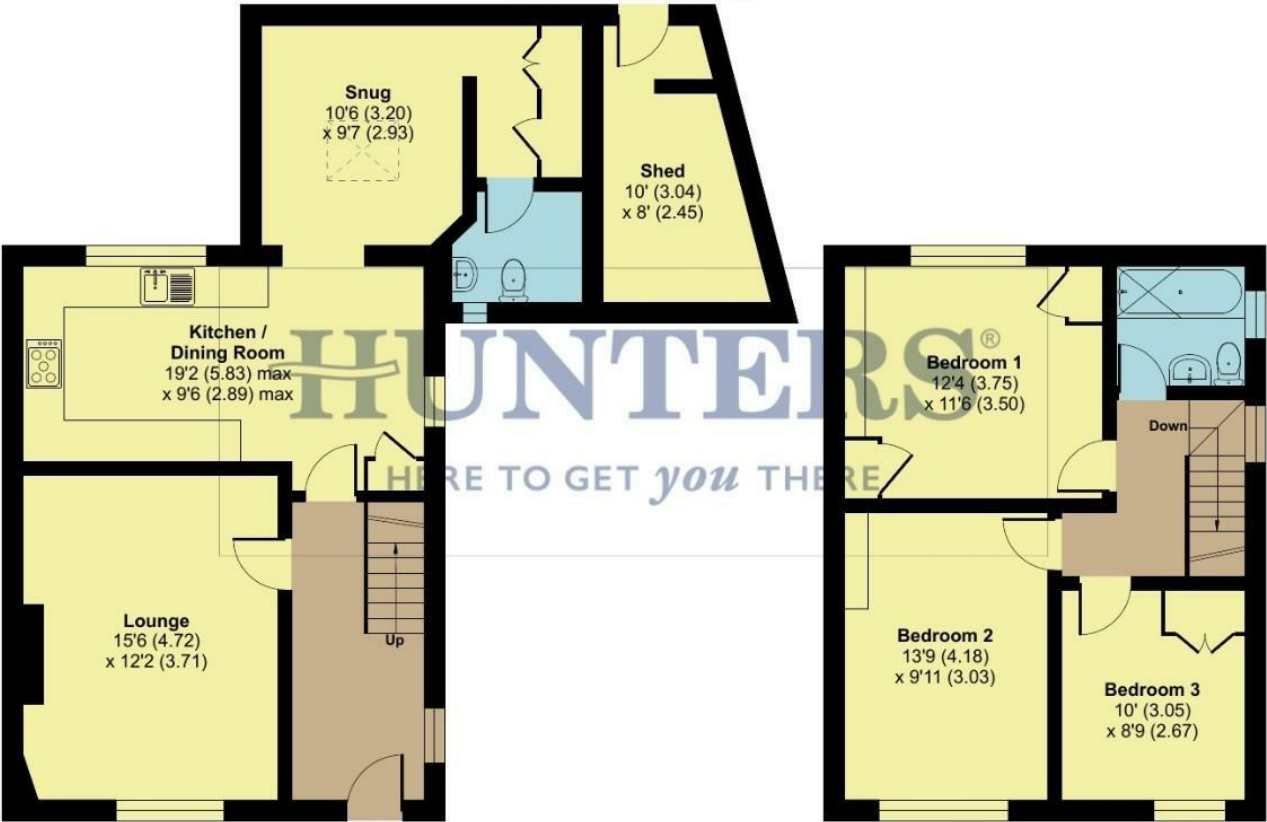 Snug
10'6 (3.20)
x 9'7 (2.93)
Shed
10' (3.04)
x 8' (2.45)
Kitchen /
Dining Room
19'2 (5.83) max
x 9'6 (2.89) max
HUNTERS®
HERE TO GET you THERE
Lounge
15'6 (4.72)
x 12'2 (3.71)
Up
Bedroom 1
12'4 (3.75)
x 11'6 (3.50)
Down
Bedroom 2
13'9 (4.18)
x 9'11 (3.03)
Bedroom 3
10' (3.05)
x 8'9 (2.67)